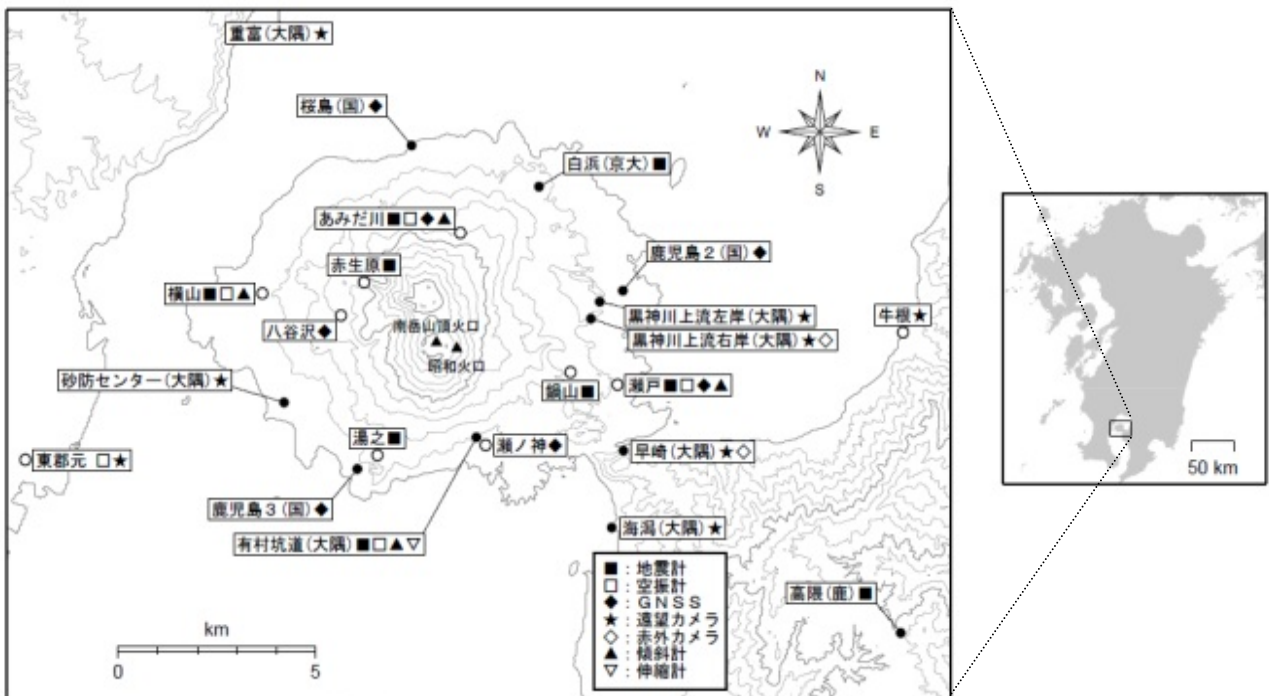 重富(大隅)★
桜島(国)◆
N
W E
S
白浜(京大)■
あみだ川■□◆▲
鹿児島2(国)◆
赤生原■
横山■□▲
黒神川上流左岸(大隅)★
牛根★
南岳山頂火口
八谷沢◆
黒神川上流右岸(大隅)★◇
昭和火口
砂防センター(大隅)★
鍋山■
瀬戸■□◆▲
湯之■
瀬ノ神◆
早崎(大隅)★◇
東郡元 □★
50 km
鹿児島3(国)◆
海潟(大隅)★
有村坑道(大隅)■□▲▽
■:地震計
□:空振計
◆:GNSS
★:遠望カメラ
◇:赤外カメラ
▲:傾斜計
▽:伸縮計
高隈(鹿)■
km
0 5